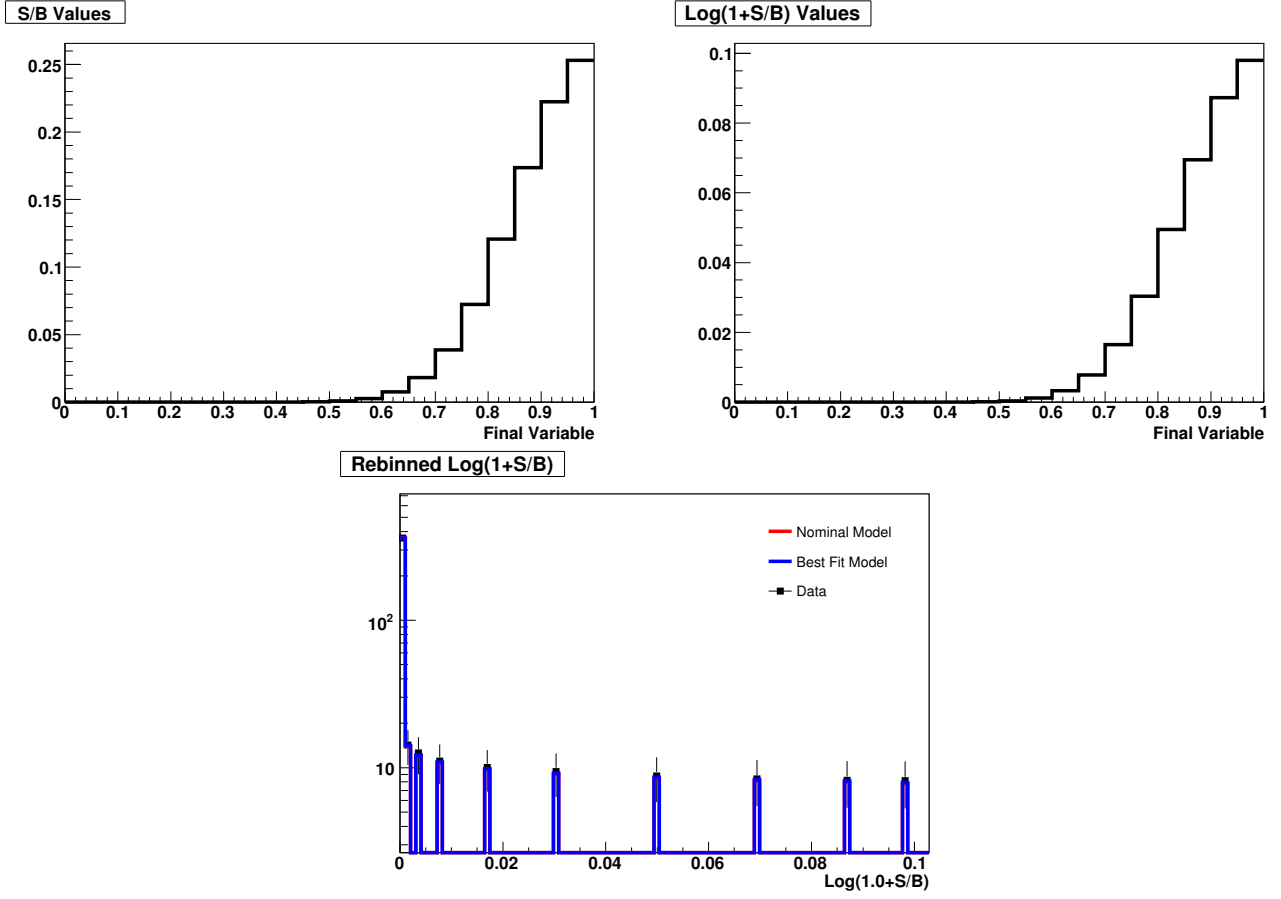 S/B Values
0.25
0.2
0.15
0.1
0.05
0
0 0.1 0.2 0.3 0.4 0.5 0.6 0.7 0.8 0.9 1
Final Variable
Log(1+S/B) Values
0.1
0.08
0.06
0.04
0.02
0
0 0.1 0.2 0.3 0.4 0.5 0.6 0.7 0.8 0.9 1
Final Variable
Rebinned Log(1+S/B)
Nominal Model
Best Fit Model
Data
10²
10
0 0.02 0.04 0.06 0.08 0.1
Log(1.0+S/B)